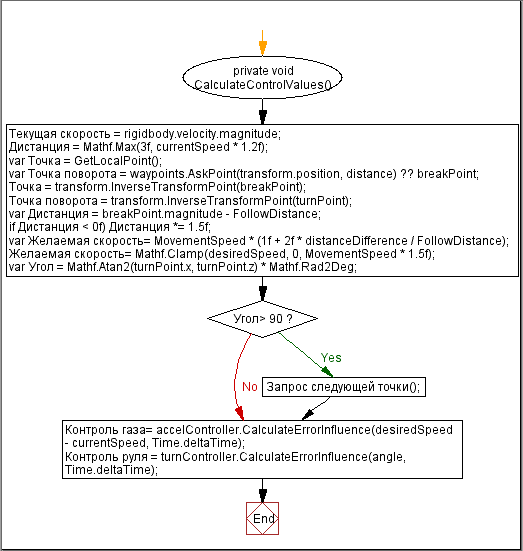 private void
CalculateControlValues()
Текущая скорость = rigidbody.velocity.magnitude;
Дистанция = Mathf.Max(3f, currentSpeed * 1.2f);
var Точка = GetLocalPoint();
var Точка поворота = waypoints.AskPoint(transform.position, distance) ?? breakPoint;
Точка = transform.InverseTransformPoint(breakPoint);
Точка поворота = transform.InverseTransformPoint(turnPoint);
var Дистанция = breakPoint.magnitude - FollowDistance;
if Дистанция < 0f) Дистанция *= 1.5f;
var Желаемая скорость= MovementSpeed * (1f + 2f * distanceDifference / FollowDistance);
Желаемая скорость= Mathf.Clamp(desiredSpeed, 0, MovementSpeed * 1.5f);
var Угол = Mathf.Atan2(turnPoint.x, turnPoint.z) * Mathf.Rad2Deg;
Угол> 90 ?
Yes
No
Запрос следующей точки();
Контроль газа= accelController.CalculateErrorInfluence(desiredSpeed
- currentSpeed, Time.deltaTime);
Контроль руля = turnController.CalculateErrorInfluence(angle,
Time.deltaTime);
End